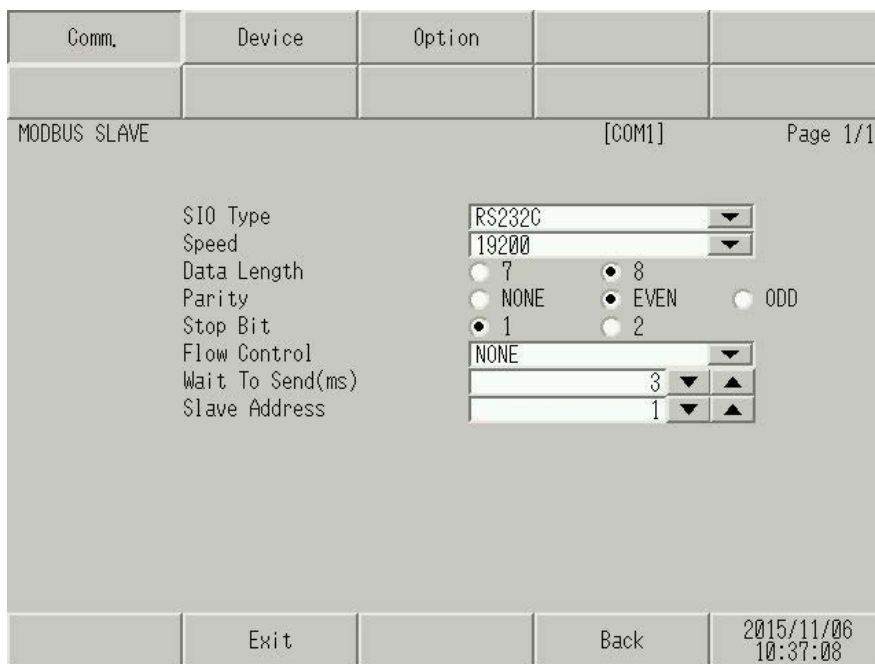 Comm. Device Option
MODBUS SLAVE [COM1] Page 1/1
SIO Type RS232C
Speed 19200
Data Length 7 8
Parity NONE EVEN ODD
Stop Bit 1 2
Flow Control NONE
Wait To Send(ms) 3
Slave Address 1
Exit Back 2015/11/06
10:37:08